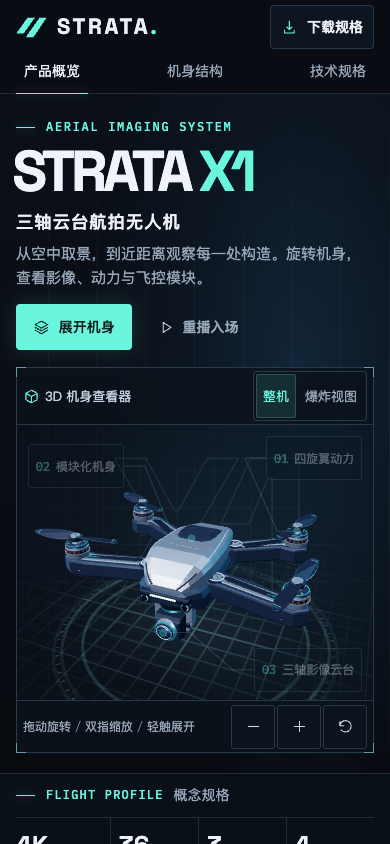 STRATA.
下载规格
产品概览
机身结构
技术规格
AERIAL IMAGING SYSTEM
STRATA X1
三轴云台航拍无人机
从空中取景，到近距离观察每一处构造。旋转机身，
查看影像、动力与飞控模块。
展开机身
重播入场
3D 机身查看器
整机
爆炸视图
02 模块化机身
01 四旋翼动力
03 三轴影像云台
拖动旋转 / 双指缩放 / 轻触展开
FLIGHT PROFILE 概念规格
4K 36 3 4